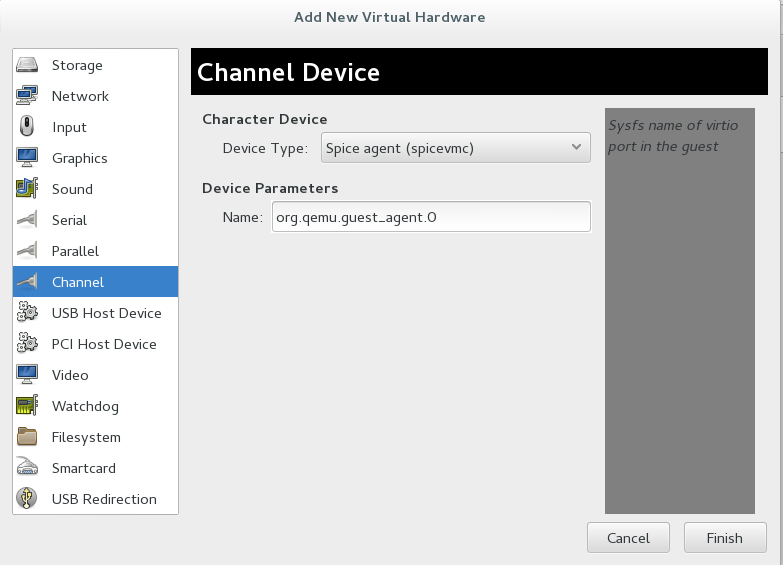 Add New Virtual Hardware
Storage
Network
Input
Graphics
Sound
Serial
Parallel
Channel
USB Host Device
PCI Host Device
Video
Watchdog
Filesystem
Smartcard
USB Redirection
Channel Device
Character Device
Device Type: Spice agent (spicevmc)
Device Parameters
Name: org.qemu.guest_agent.0
Sysfs name of virtio
port in the guest
Cancel Finish